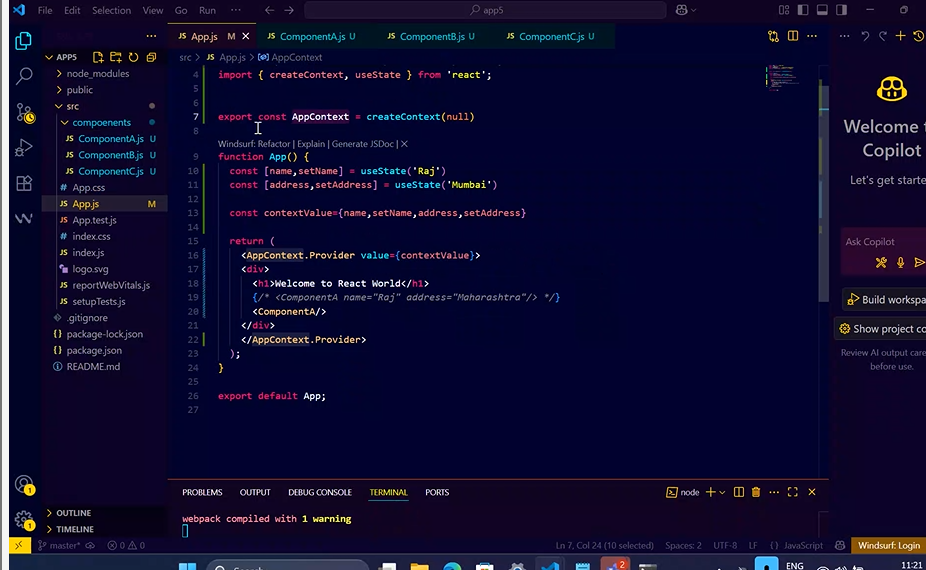 File Edit Selection View Go Run ··· app5
JS App.js M JS ComponentA.js U JS ComponentB.js U JS ComponentC.js U
APP5
node_modules
public
src
compoenents
JS ComponentA.js U
JS ComponentB.js U
JS ComponentC.js U
# App.css
JS App.js M
JS App.test.js
# index.css
JS index.js
logo.svg
JS reportWebVitals.js
JS setupTests.js
.gitignore
{} package-lock.json
{} package.json
README.md
OUTLINE
TIMELINE
src > JS App.js > AppContext
4 import { createContext, useState } from 'react';
5
6
7 export const AppContext = createContext(null)
8
Windsurf: Refactor | Explain | Generate JSDoc | X
9 function App() {
10 const [name,setName] = useState('Raj')
11 const [address,setAddress] = useState('Mumbai')
12
13 const contextValue={name,setName,address,setAddress}
14
15 return (
16 <AppContext.Provider value={contextValue}>
17 <div>
18 <h1>Welcome to React World</h1>
19 {/* <ComponentA name="Raj" address="Maharashtra"/> */}
20 <ComponentA/>
21 </div>
22 </AppContext.Provider>
23 );
24 }
25
26 export default App;
27
PROBLEMS OUTPUT DEBUG CONSOLE TERMINAL PORTS node
webpack compiled with 1 warning
Welcome
Copilot
Let's get starte
Ask Copilot
Build workspa
Show project co
Review AI output care
before use.
1
1
master* 0 0 Ln 7, Col 24 (10 selected) Spaces: 2 UTF-8 LF {} JavaScript Windsurf: Login
Search 2 ENG 11:21